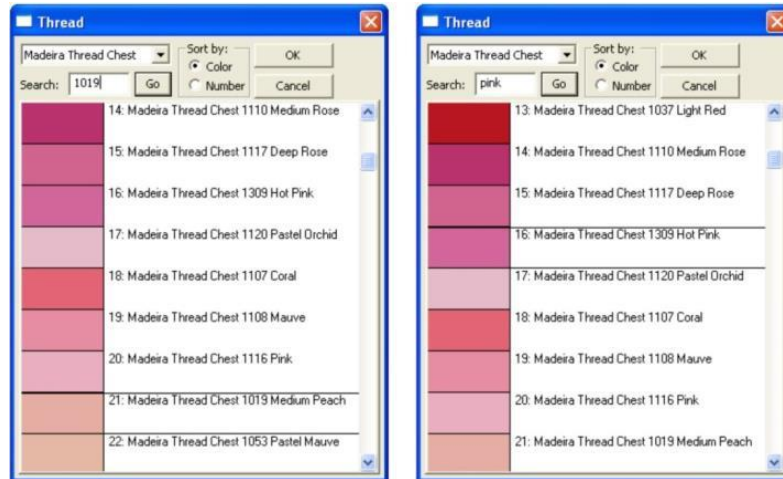 Thread
Madeira Thread Chest
Sort by:
Color
Number
OK
Cancel
Search: 1019 Go
14: Madeira Thread Chest 1110 Medium Rose
15: Madeira Thread Chest 1117 Deep Rose
16: Madeira Thread Chest 1309 Hot Pink
17: Madeira Thread Chest 1120 Pastel Orchid
18: Madeira Thread Chest 1107 Coral
19: Madeira Thread Chest 1108 Mauve
20: Madeira Thread Chest 1116 Pink
21: Madeira Thread Chest 1019 Medium Peach
22: Madeira Thread Chest 1053 Pastel Mauve
Thread
Madeira Thread Chest
Sort by:
Color
Number
OK
Cancel
Search: pink Go
13: Madeira Thread Chest 1037 Light Red
14: Madeira Thread Chest 1110 Medium Rose
15: Madeira Thread Chest 1117 Deep Rose
16: Madeira Thread Chest 1309 Hot Pink
17: Madeira Thread Chest 1120 Pastel Orchid
18: Madeira Thread Chest 1107 Coral
19: Madeira Thread Chest 1108 Mauve
20: Madeira Thread Chest 1116 Pink
21: Madeira Thread Chest 1019 Medium Peach